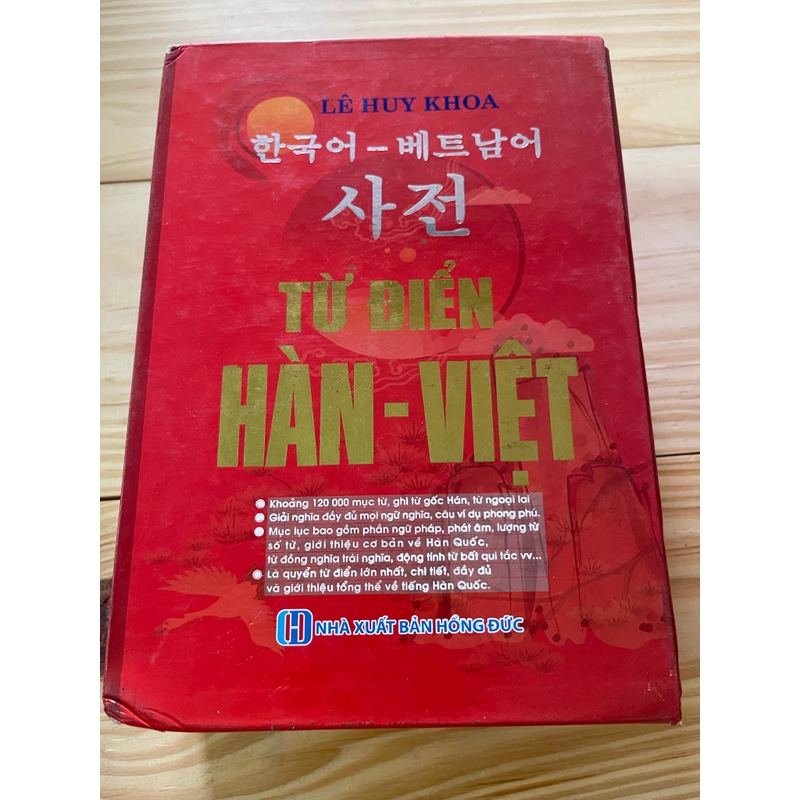 LÊ HUY KHOA
한국어 – 베트남어
사전
TỪ ĐIỂN
HÀN - VIỆT
Khoảng 120 000 mục từ, ghi từ gốc Hán, từ ngoại lai
Giải nghĩa đầy đủ mọi ngữ nghĩa, câu ví dụ phong phú.
Mục lục bao gồm phần ngữ pháp, phát âm, lượng từ
số từ, giới thiệu cơ bản về Hàn Quốc,
từ đồng nghĩa trái nghĩa, động tính từ bất qui tắc vv...
Là quyển từ điển lớn nhất, chi tiết, đầy đủ
và giới thiệu tổng thể về tiếng Hàn Quốc.
NHÀ XUẤT BẢN HỒNG ĐỨC